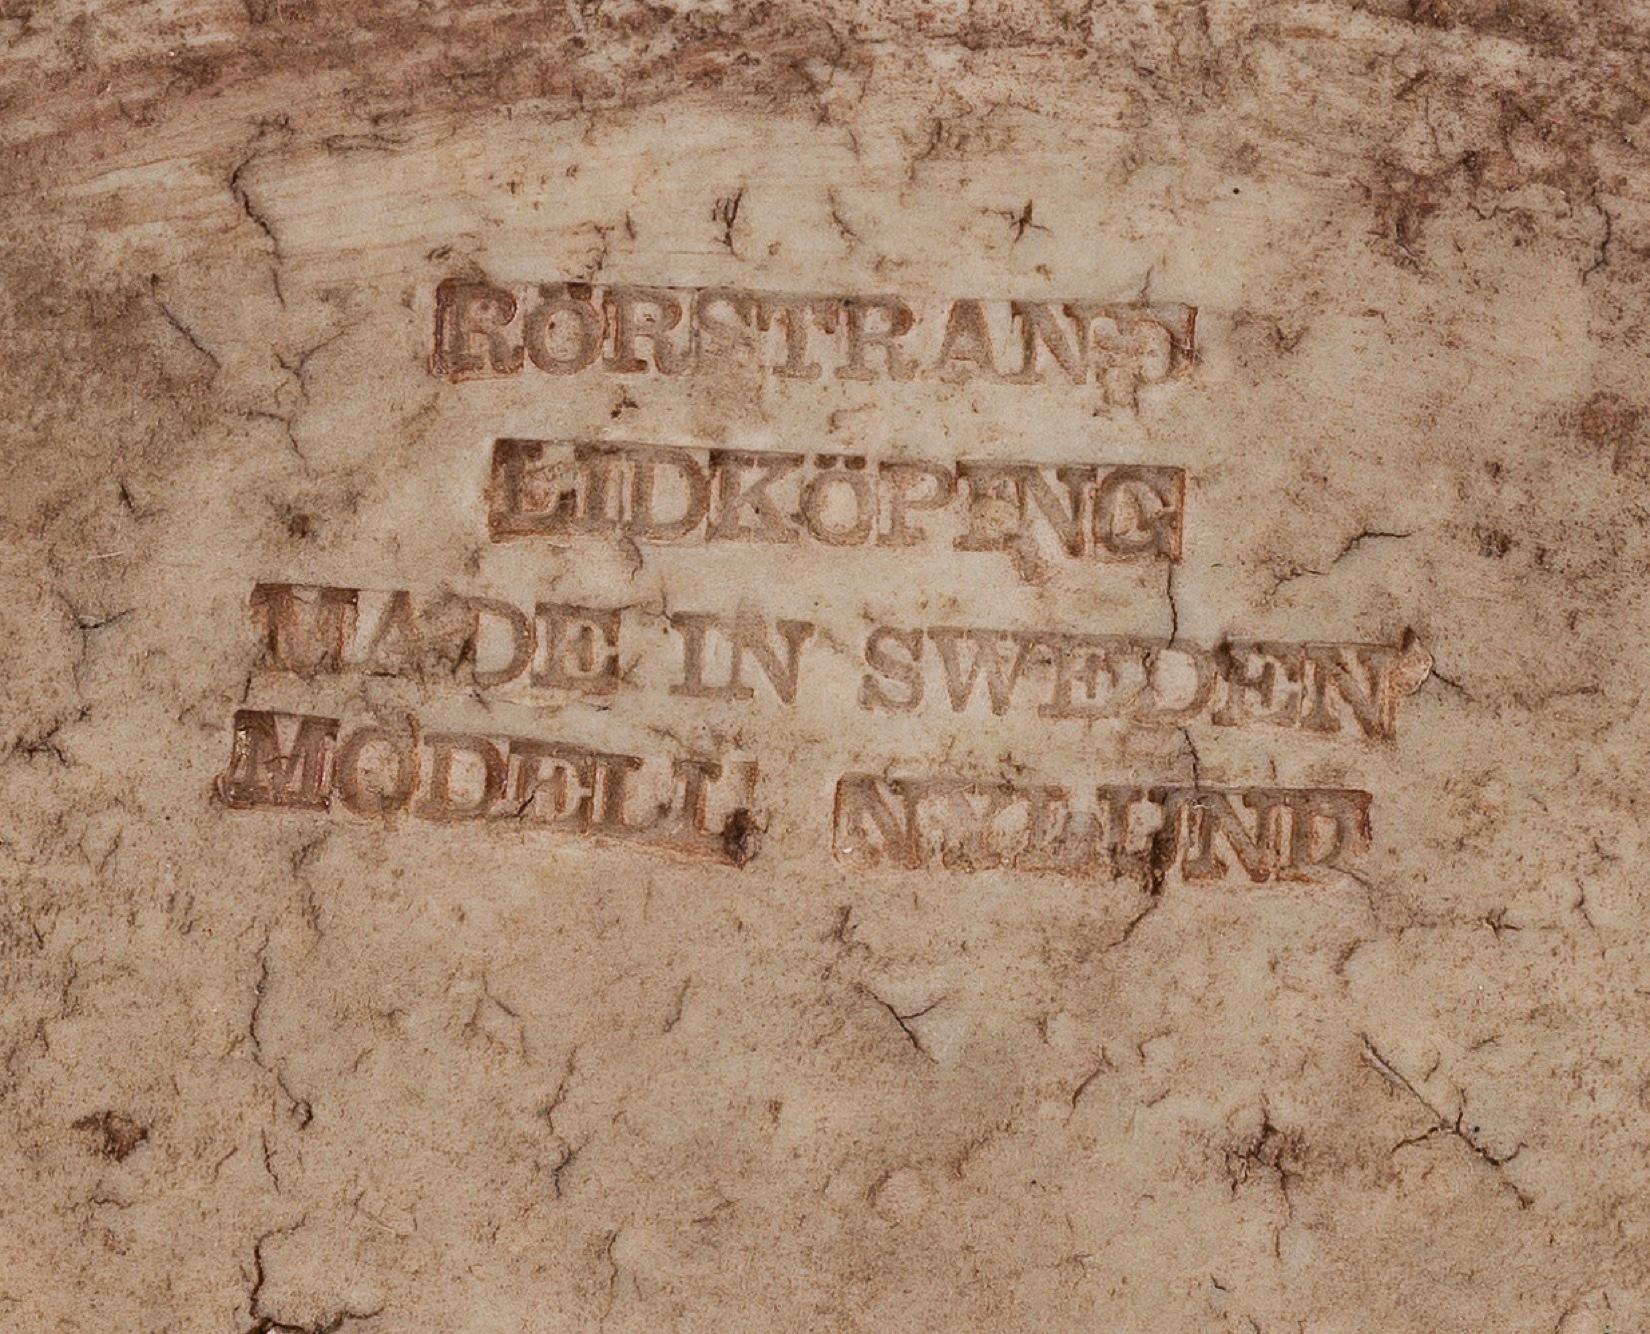 RÖRSTRAND
LIDKÖPING
MADE IN SWEDEN
MODELL NYLUND